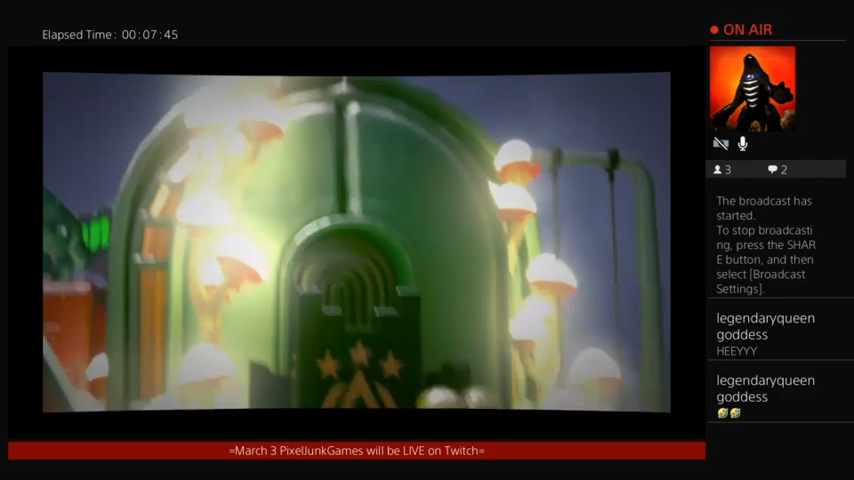 Elapsed Time: 00:07:45
ON AIR
3 2
The broadcast has
started.
To stop broadcasti
ng, press the SHAR
E button, and then
select [Broadcast
Settings].
legendaryqueen
goddess
HEEYYY
legendaryqueen
goddess
=March 3 PixelJunkGames will be LIVE on Twitch=